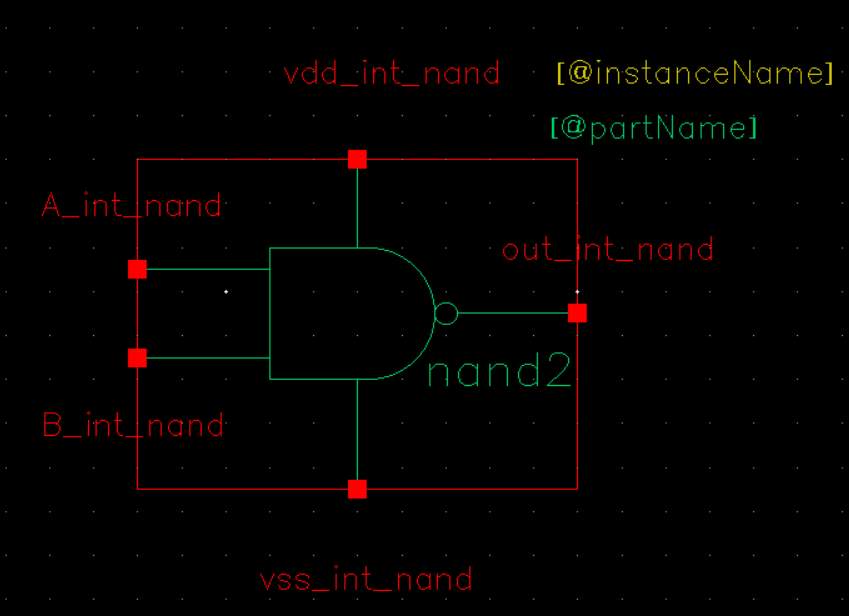 vdd_int_nand
[@instanceName]
[@partName]
A_int_nand
out_int_nand
nand2
B_int_nand
vss_int_nand